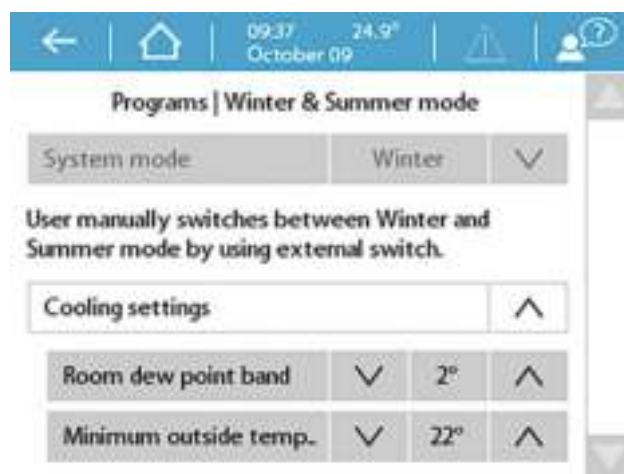 09:37 24.9°
October 09
?
Programs | Winter & Summer mode
System mode Winter
User manually switches between Winter and
Summer mode by using external switch.
Cooling settings
Room dew point band 2°
Minimum outside temp.. 22°